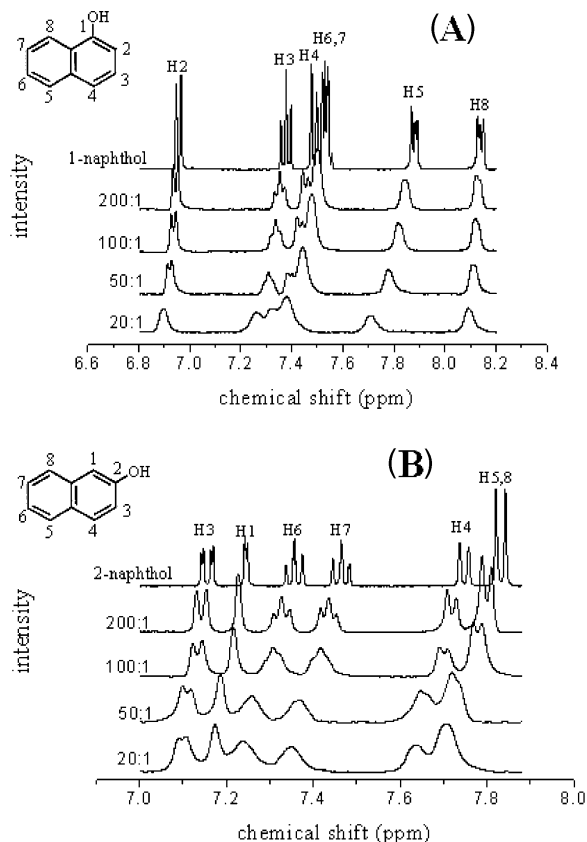 (A)
OH
8 1 2
7 3
6 5 4
H2 H3 H4 H6,7 H5 H8
1-naphthol
200:1
100:1
50:1
20:1
intensity
6.6 6.8 7.0 7.2 7.4 7.6 7.8 8.0 8.2 8.4
chemical shift (ppm)
(B)
8 1 2 OH
7 3
6 5 4
H3 H1 H6 H7 H4 H5,8
2-naphthol
200:1
100:1
50:1
20:1
intensity
7.0 7.2 7.4 7.6 7.8 8.0
chemical shift (ppm)